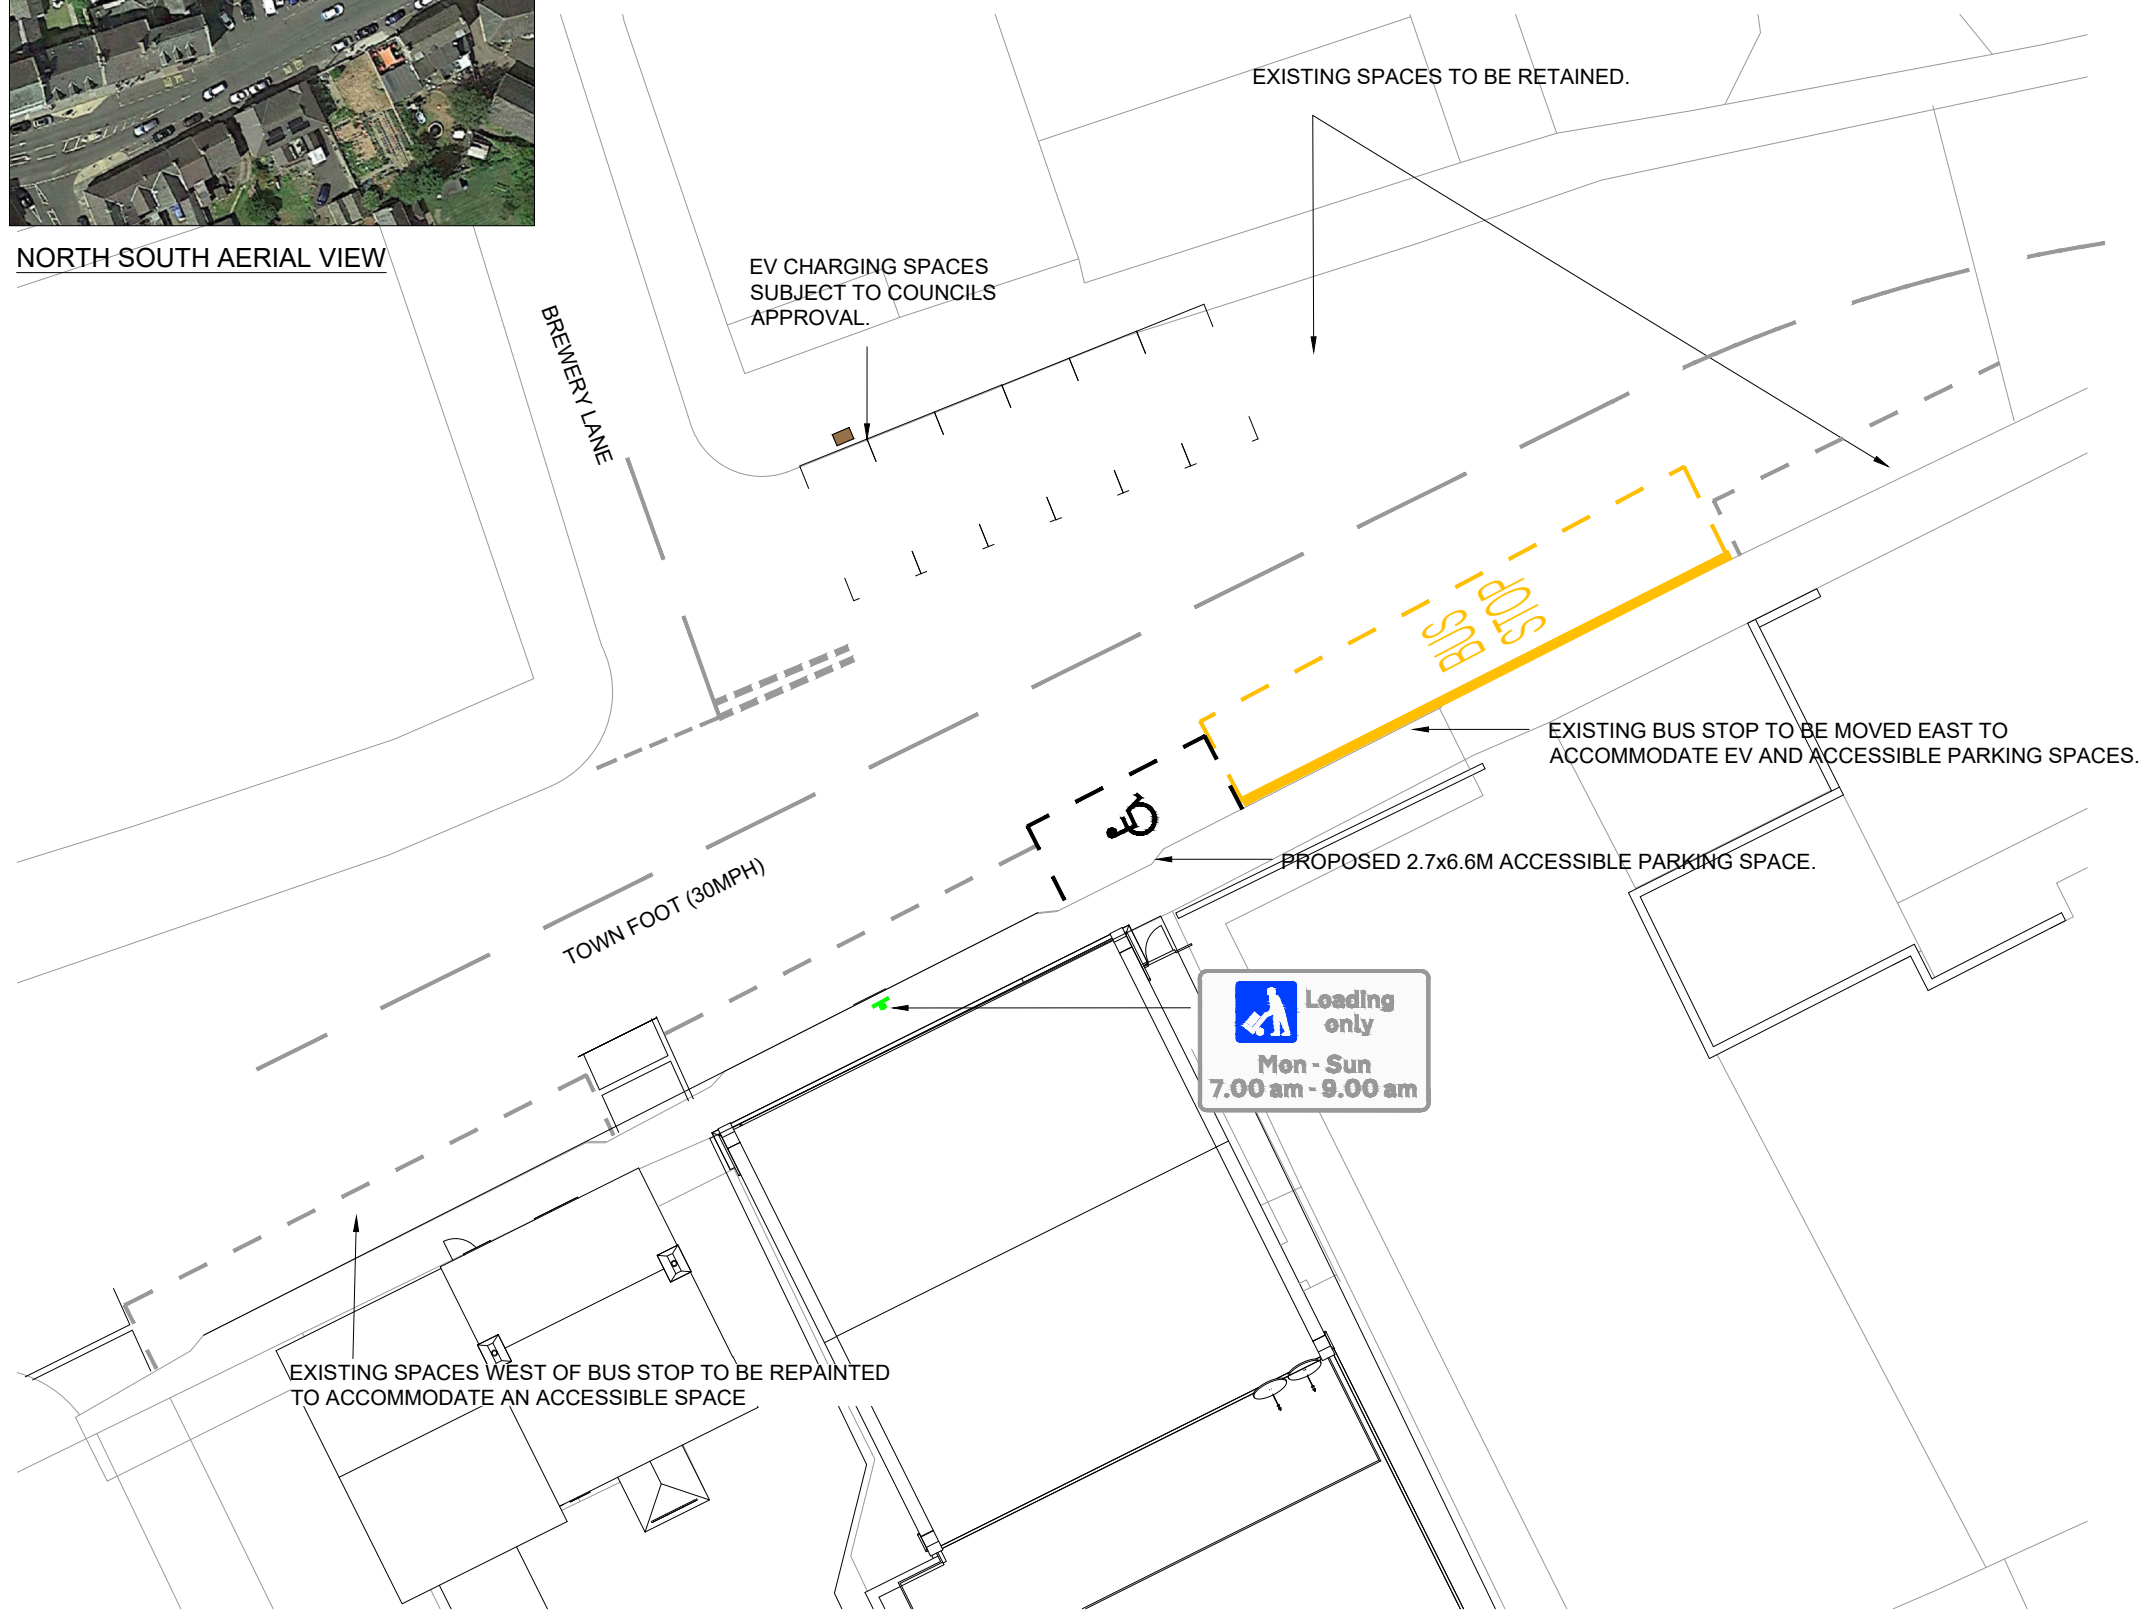 EXISTING SPACES TO BE RETAINED.
NORTH SOUTH AERIAL VIEW
EV CHARGING SPACES
SUBJECT TO COUNCILS
APPROVAL.
BREWERY LANE
BUS
STOP
EXISTING BUS STOP TO BE MOVED EAST TO
ACCOMMODATE EV AND ACCESSIBLE PARKING SPACES.
PROPOSED 2.7x6.6M ACCESSIBLE PARKING SPACE.
TOWN FOOT (30MPH)
Loading
only
Mon - Sun
7.00 am - 9.00 am
EXISTING SPACES WEST OF BUS STOP TO BE REPAINTED
TO ACCOMMODATE AN ACCESSIBLE SPACE